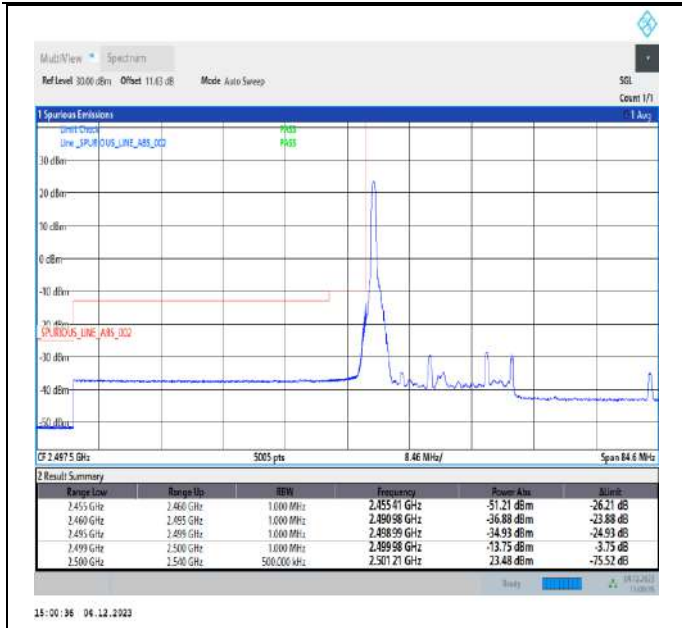 MultiView Spectrum
Ref Level 30.00 dBm Offset 11.63 dB Mode Auto Sweep SGL
Count 1/1
1 Spurious Emissions 1 Avg
Limit Check PASS
Line _SPURIOUS_LINE_ABS_002 PASS
30 dBm
20 dBm
10 dBm
0 dBm
-10 dBm
-20 dBm
_SPURIOUS_LINE_ABS_002
-30 dBm
-40 dBm
-50 dBm
CF 2.4975 GHz 5005 pts 8.46 MHz/ Span 84.6 MHz
2 Result Summary
Range Low Range Up RBW Frequency Power Abs ΔLimit
2.455 GHz 2.460 GHz 1.000 MHz 2.45541 GHz -51.21 dBm -26.21 dB
2.460 GHz 2.495 GHz 1.000 MHz 2.49098 GHz -36.88 dBm -23.88 dB
2.495 GHz 2.499 GHz 1.000 MHz 2.49899 GHz -34.93 dBm -24.93 dB
2.499 GHz 2.500 GHz 1.000 MHz 2.49998 GHz -13.75 dBm -3.75 dB
2.500 GHz 2.540 GHz 500.000 kHz 2.50121 GHz 23.48 dBm -75.52 dB
Ready
15:00:36 04.12.2023